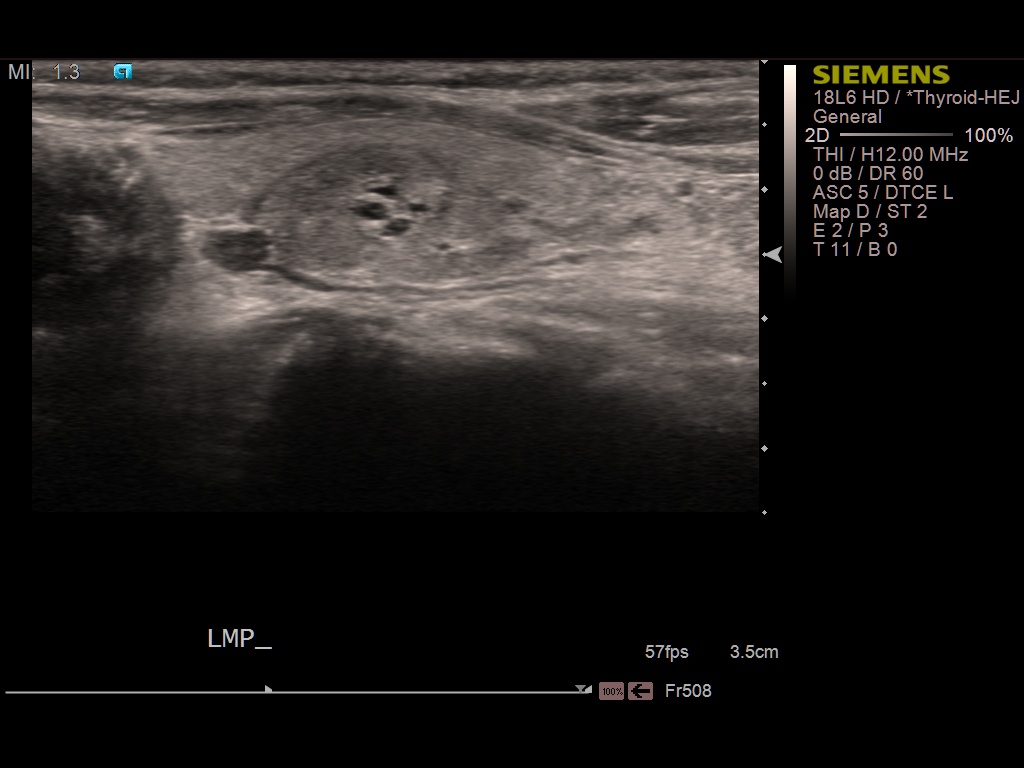 MI: 1.3
SIEMENS
18L6 HD / *Thyroid-HEJ
General
2D 100%
THI / H12.00 MHz
0 dB / DR 60
ASC 5 / DTCE L
Map D / ST 2
E 2 / P 3
T 11 / B 0
LMP_
57fps 3.5cm
100% Fr508